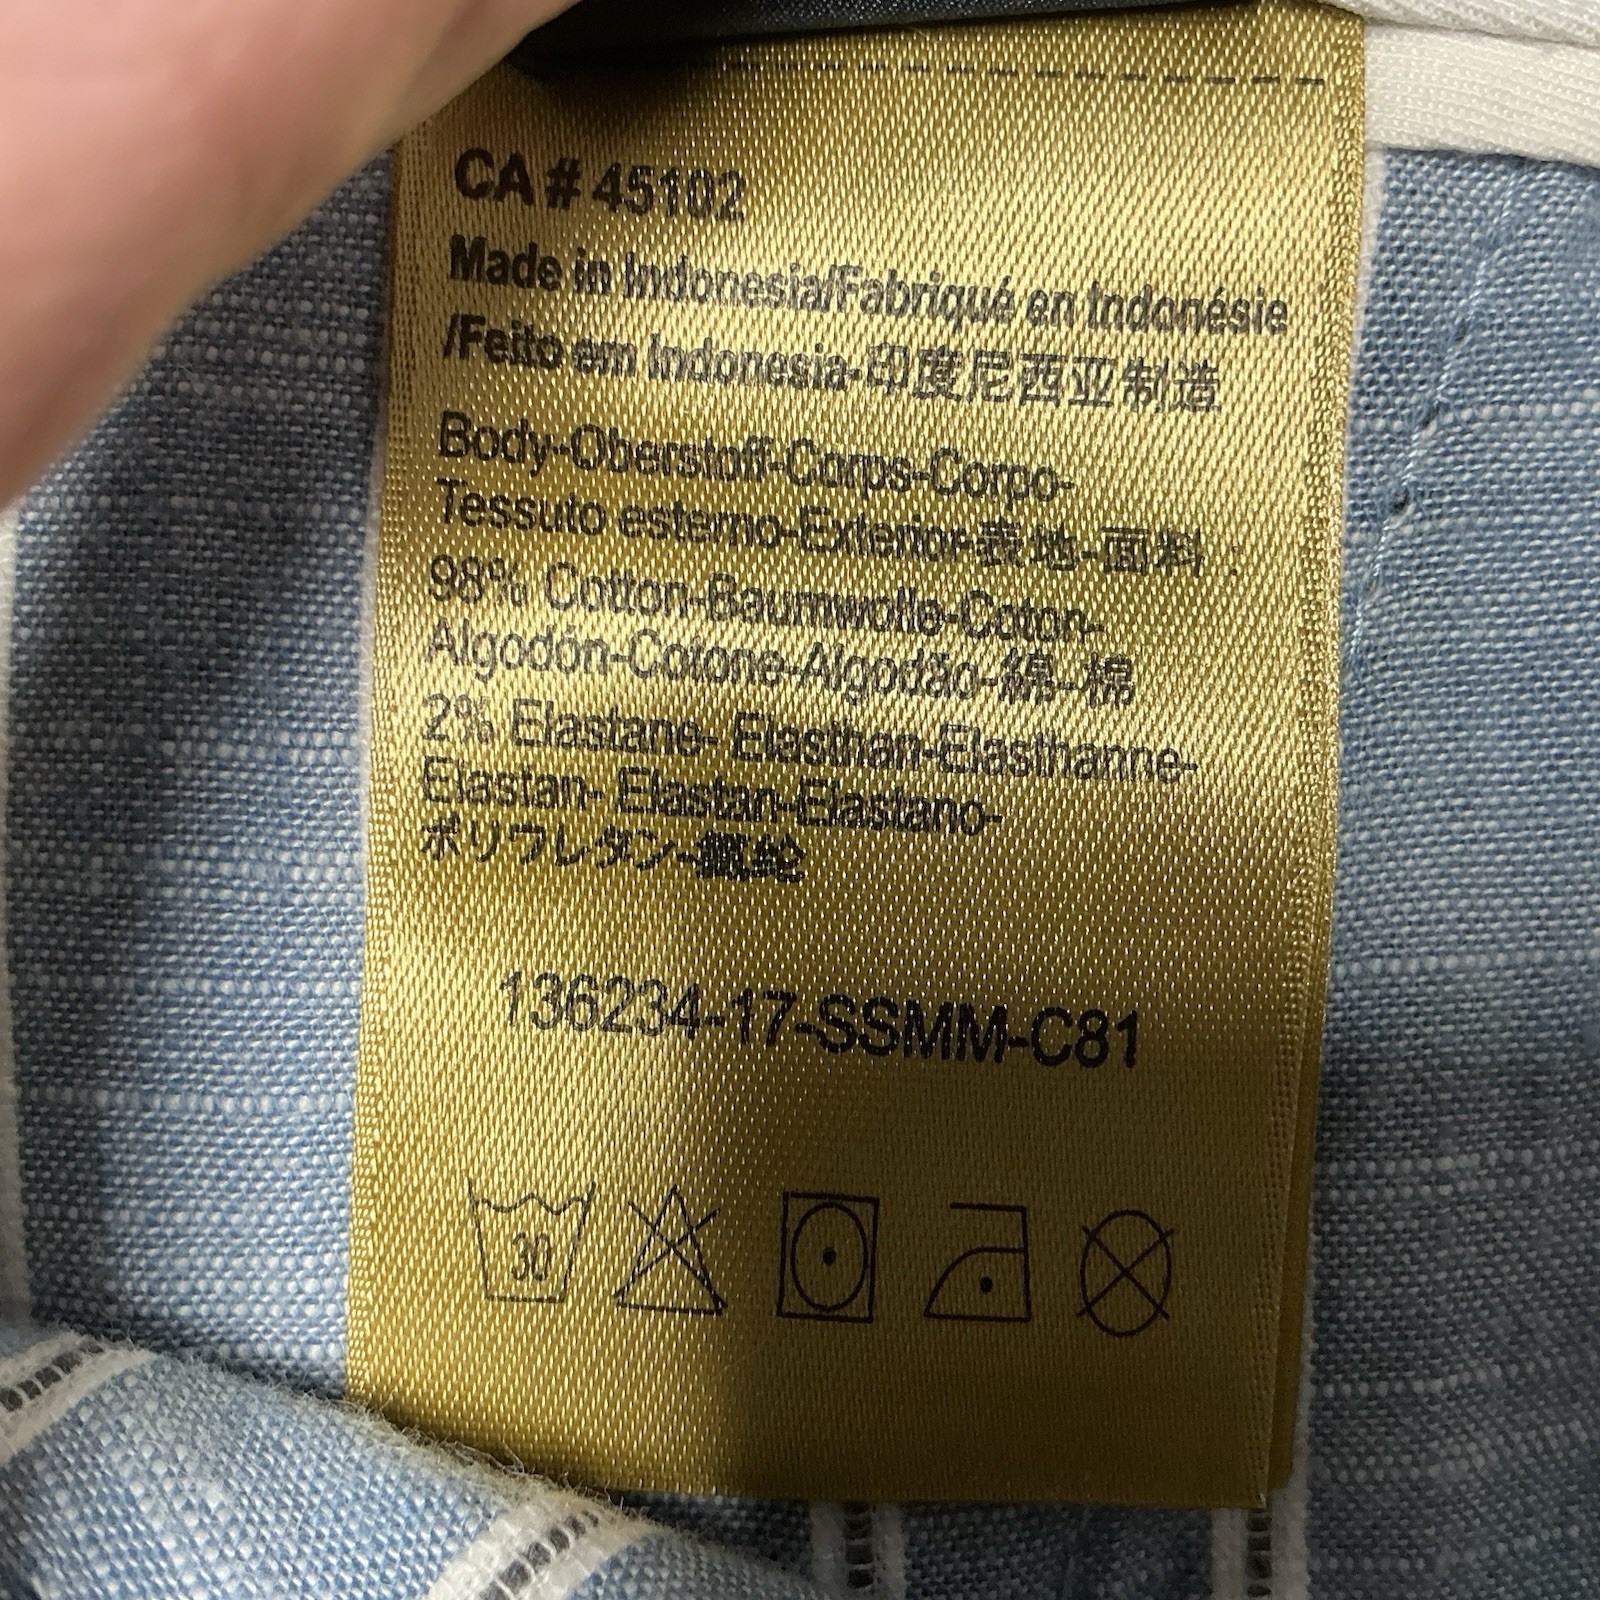 CA # 45102
Made in Indonesia/Fabriqué en Indonésie
/Feito em Indonesia-印度尼西亚制造
Body-Oberstoff-Corps-Corpo-
Tessuto esterno-Exterior-表地-面料:
98% Cotton-Baumwolle-Coton-
Algodón-Cotone-Algodão-綿-棉
2% Elastane- Elasthan-Elasthanne-
Elastan- Elastan-Elastano-
ポリウレタン-氨纶
136234-17-SSMM-C81
30